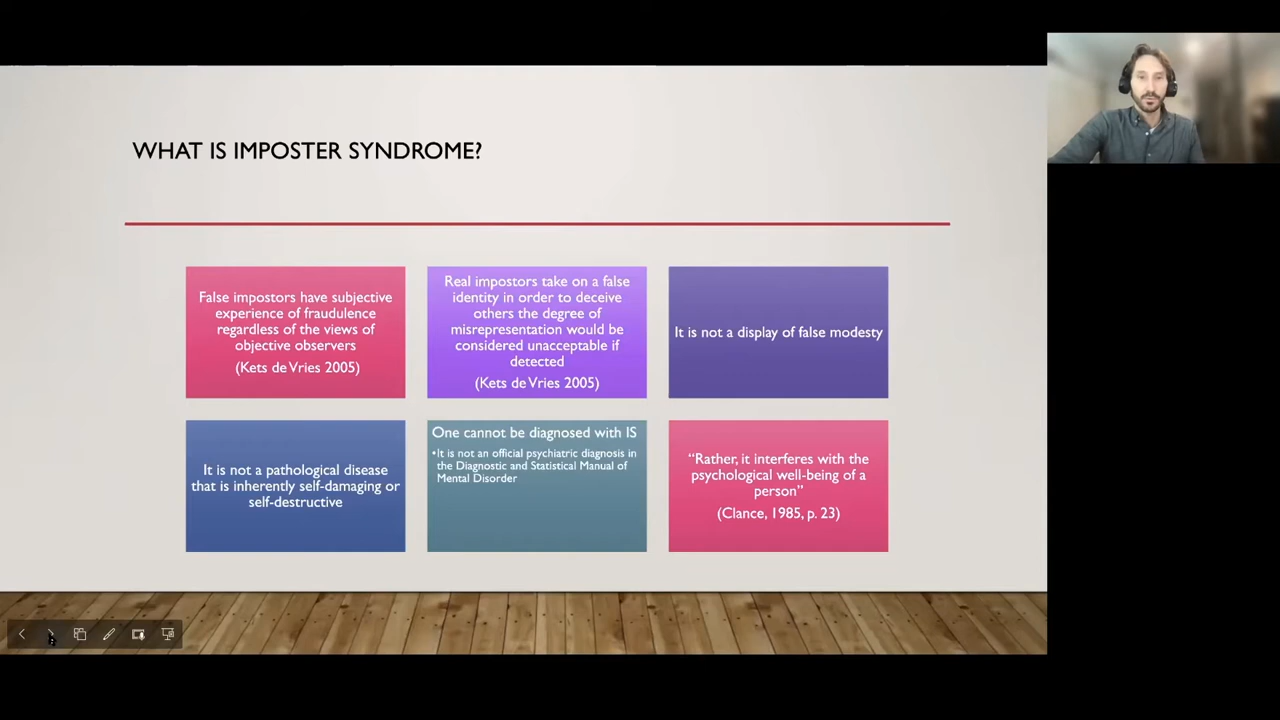 WHAT IS IMPOSTER SYNDROME?
False impostors have subjective
experience of fraudulence
regardless of the views of
objective observers
(Kets de Vries 2005)
Real impostors take on a false
identity in order to deceive
others the degree of
misrepresentation would be
considered unacceptable if
detected
(Kets de Vries 2005)
It is not a display of false modesty
It is not a pathological disease
that is inherently self-damaging or
self-destructive
One cannot be diagnosed with IS
•It is not an official psychiatric diagnosis in
the Diagnostic and Statistical Manual of
Mental Disorder
“Rather, it interferes with the
psychological well-being of a
person”
(Clance, 1985, p. 23)